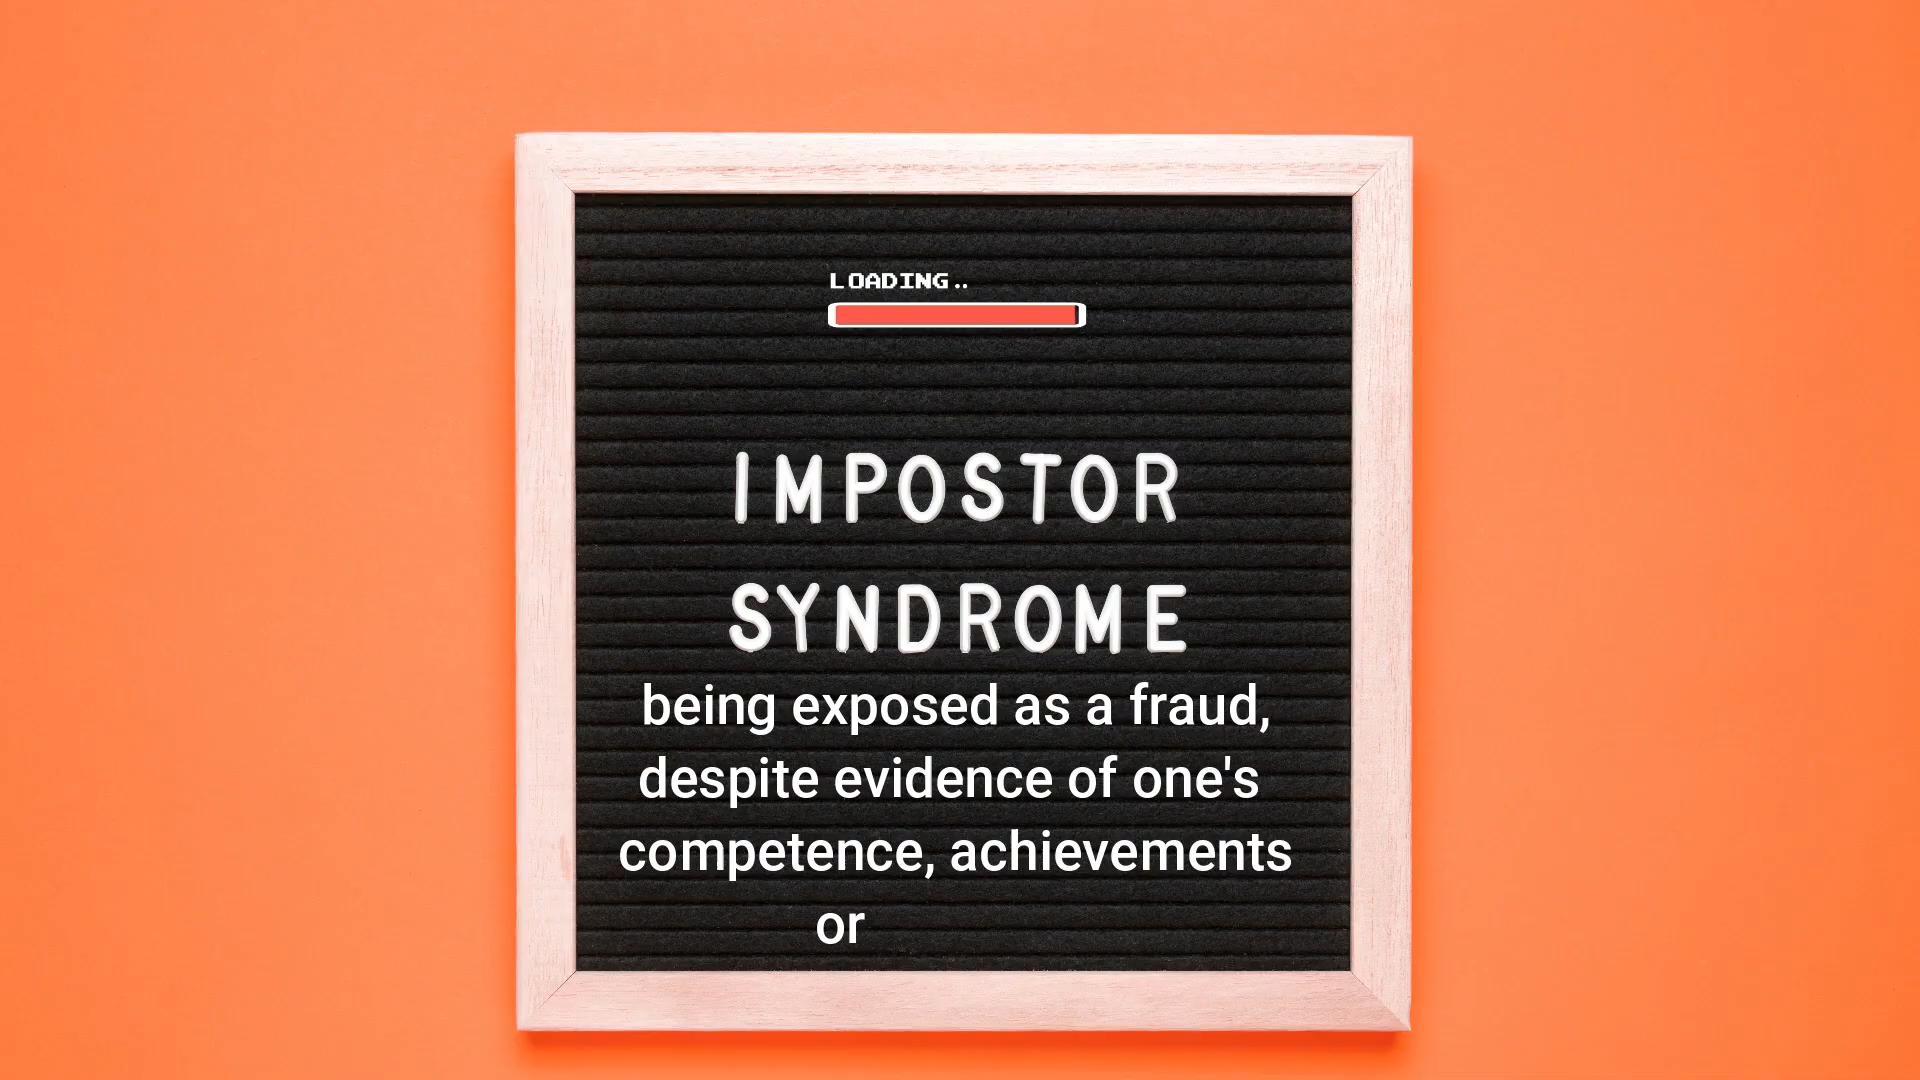 LOADING..
IMPOSTOR
SYNDROME
being exposed as a fraud,
despite evidence of one's
competence, achievements
or